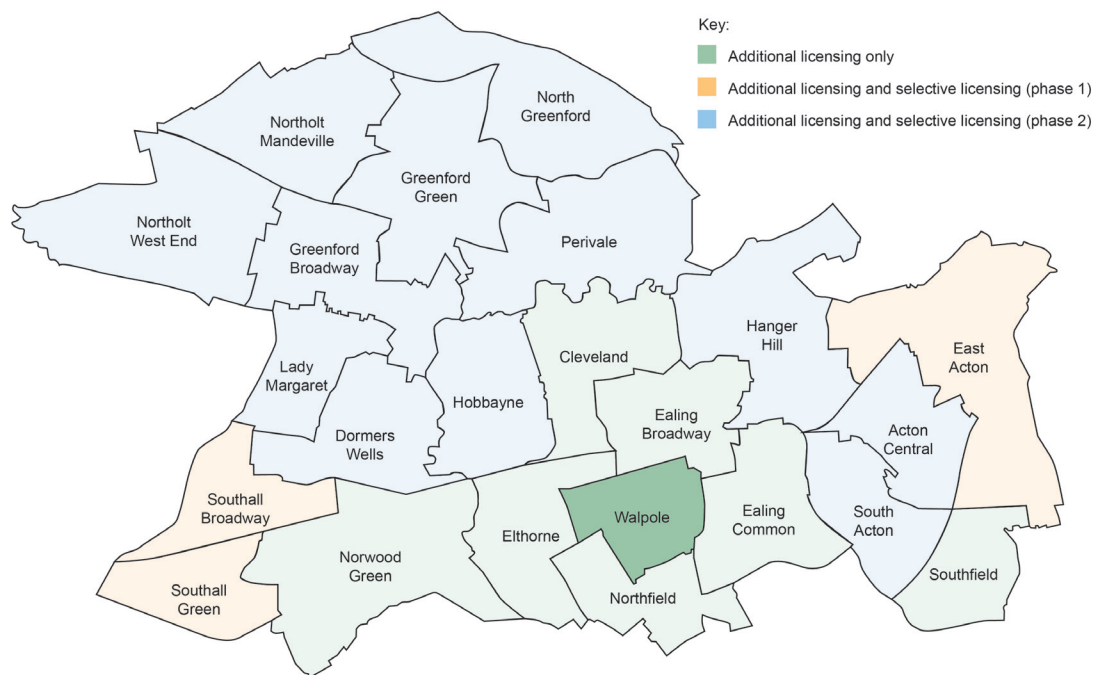 Key:
Additional licensing only
Additional licensing and selective licensing (phase 1)
Additional licensing and selective licensing (phase 2)
North
Greenford
Northolt
Mandeville
Greenford
Green
Northolt
West End
Greenford
Broadway
Perivale
Hanger
Hill
East
Acton
Cleveland
Lady
Margaret
Hobbayne
Ealing
Broadway
Dormers
Wells
Acton
Central
Southall
Broadway
Walpole
Ealing
Common
South
Acton
Elthorne
Norwood
Green
Southfield
Southall
Green
Northfield